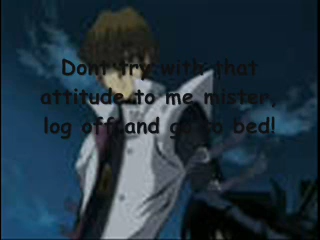 Dont try with that
attitude to me mister,
log off and go to bed!